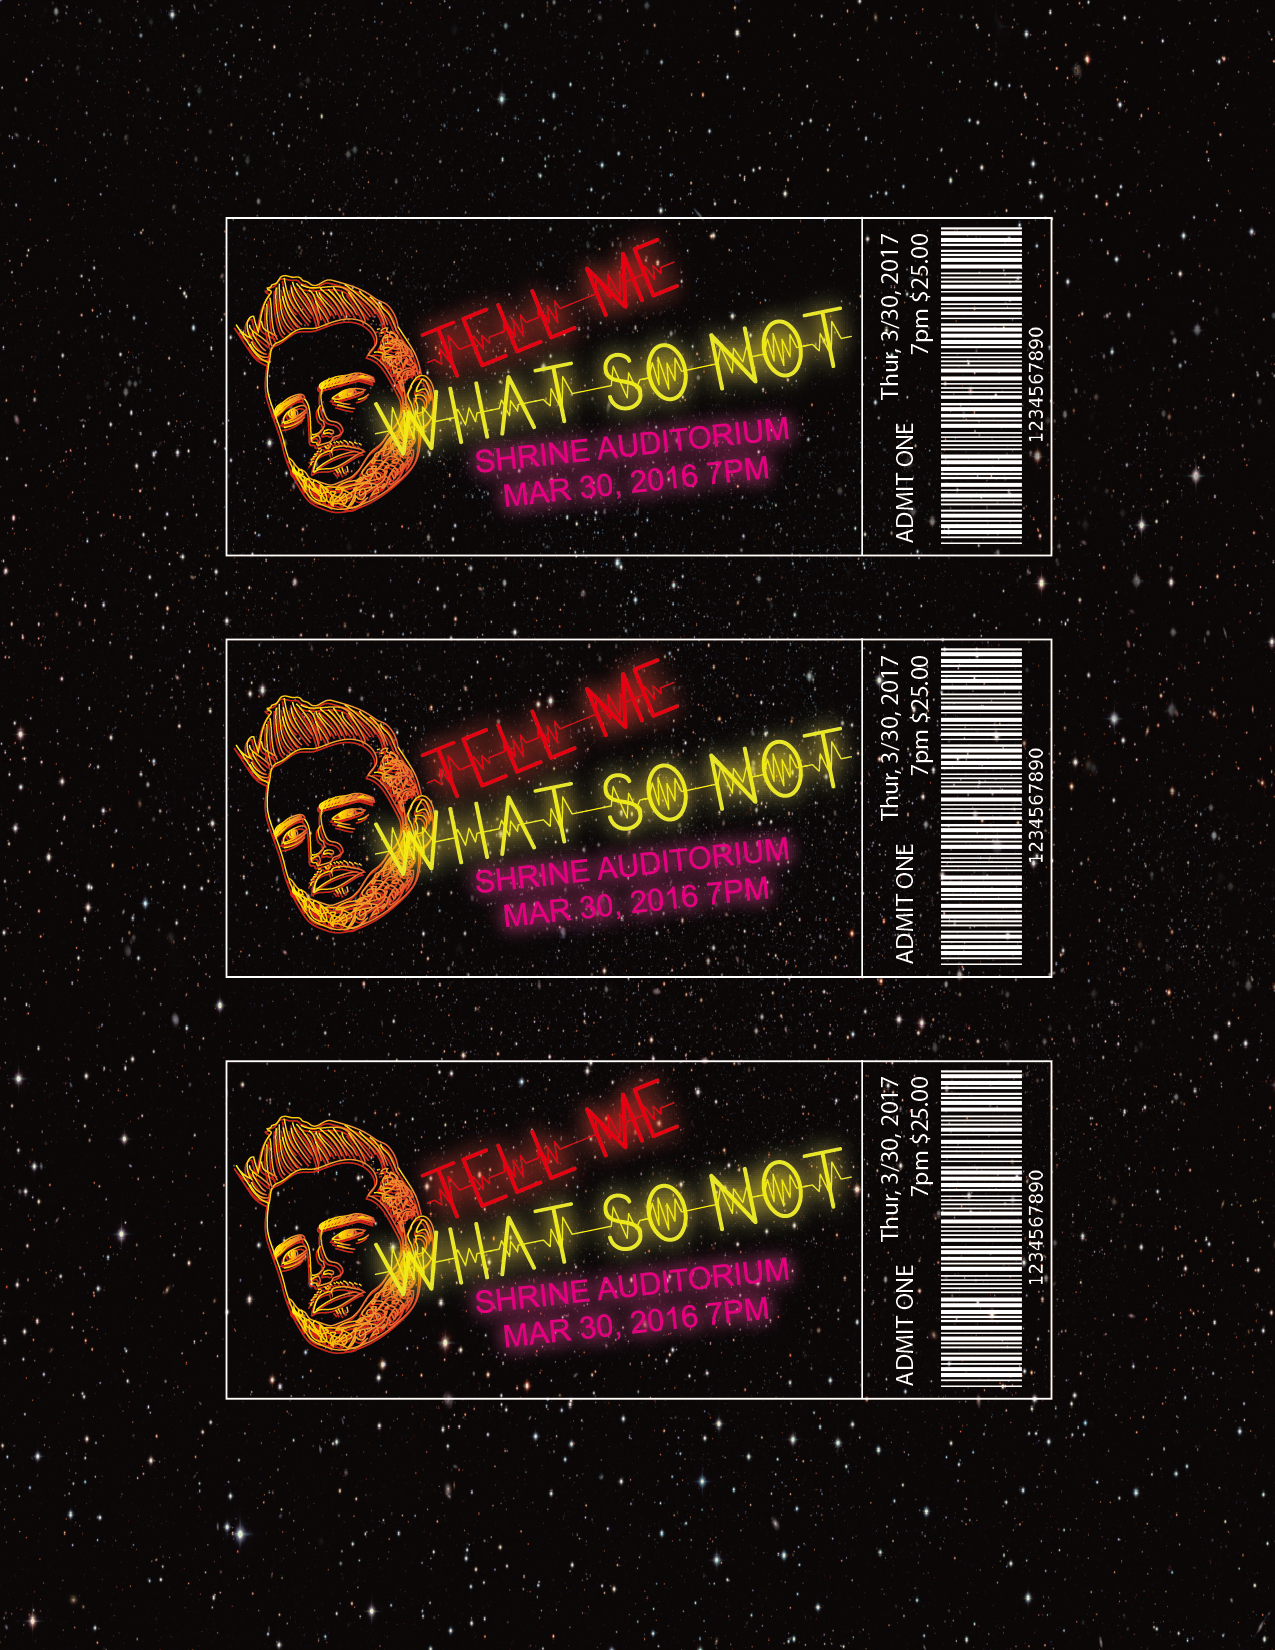 TELL ME
WHAT SO NOT
SHRINE AUDITORIUM
MAR 30, 2016 7PM
ADMIT ONE
Thur, 3/30, 2017
7pm $25.00
1234567890
TELL ME
WHAT SO NOT
SHRINE AUDITORIUM
MAR 30, 2016 7PM
ADMIT ONE
Thur, 3/30, 2017
7pm $25.00
1234567890
TELL ME
WHAT SO NOT
SHRINE AUDITORIUM
MAR 30, 2016 7PM
ADMIT ONE
Thur, 3/30, 2017
7pm $25.00
1234567890